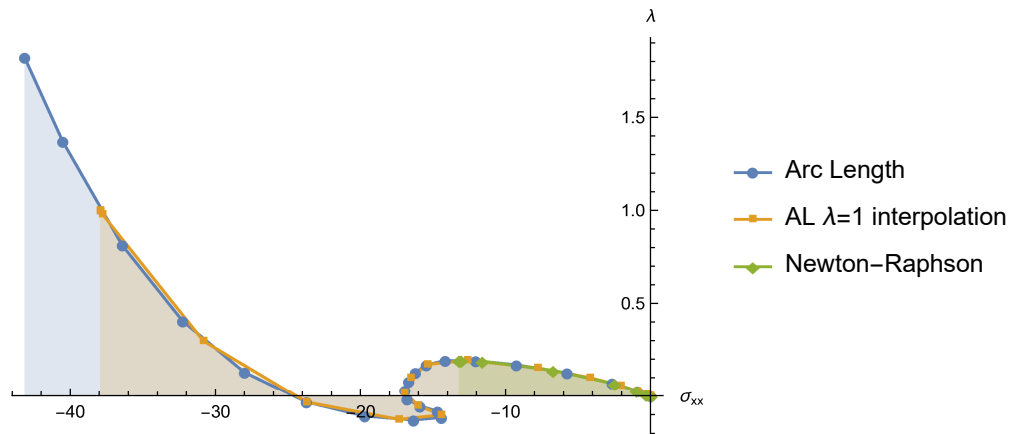 λ
1.5
1.0
0.5
−40
−30
−20
−10
σxx
Arc Length
AL λ=1 interpolation
Newton−Raphson